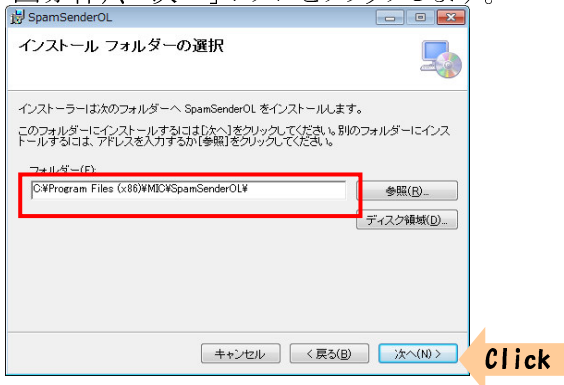 SpamSenderOL
インストール フォルダーの選択
インストーラーは次のフォルダーへ SpamSenderOL をインストールします。
このフォルダーにインストールするには[次へ]をクリックしてください。別のフォルダーにインス
トールするには、アドレスを入力するか[参照]をクリックしてください。
フォルダー(F):
C:¥Program Files (x86)¥MIC¥SpamSenderOL¥
参照(R)...
ディスク領域(D)...
キャンセル
< 戻る(B)
次へ(N) >
Click